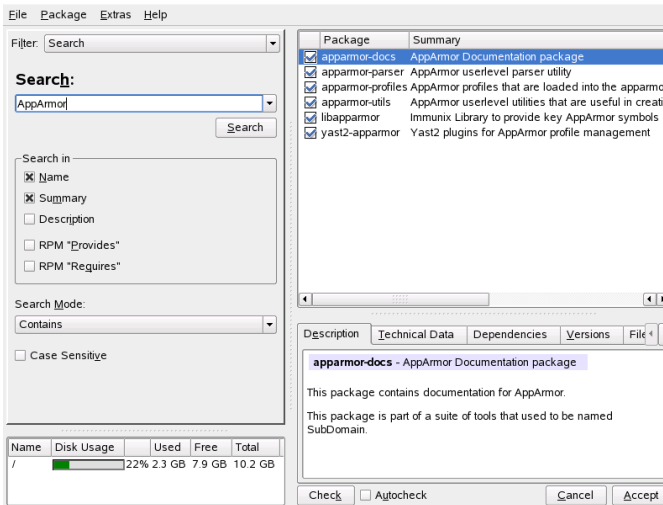 File Package Extras Help
Filter: Search
Search:
AppArmor
Search
Search in
Name
Summary
Description
RPM "Provides"
RPM "Requires"
Search Mode:
Contains
Case Sensitive
Name Disk Usage Used Free Total
/ 22% 2.3 GB 7.9 GB 10.2 GB
Package Summary
apparmor-docs AppArmor Documentation package
apparmor-parser AppArmor userlevel parser utility
apparmor-profiles AppArmor profiles that are loaded into the apparmo
apparmor-utils AppArmor userlevel utilities that are useful in creati
libapparmor Immunix Library to provide key AppArmor symbols
yast2-apparmor Yast2 plugins for AppArmor profile management
Description Technical Data Dependencies Versions File
apparmor-docs - AppArmor Documentation package
This package contains documentation for AppArmor.
This package is part of a suite of tools that used to be named
SubDomain.
Check Autocheck Cancel Accept